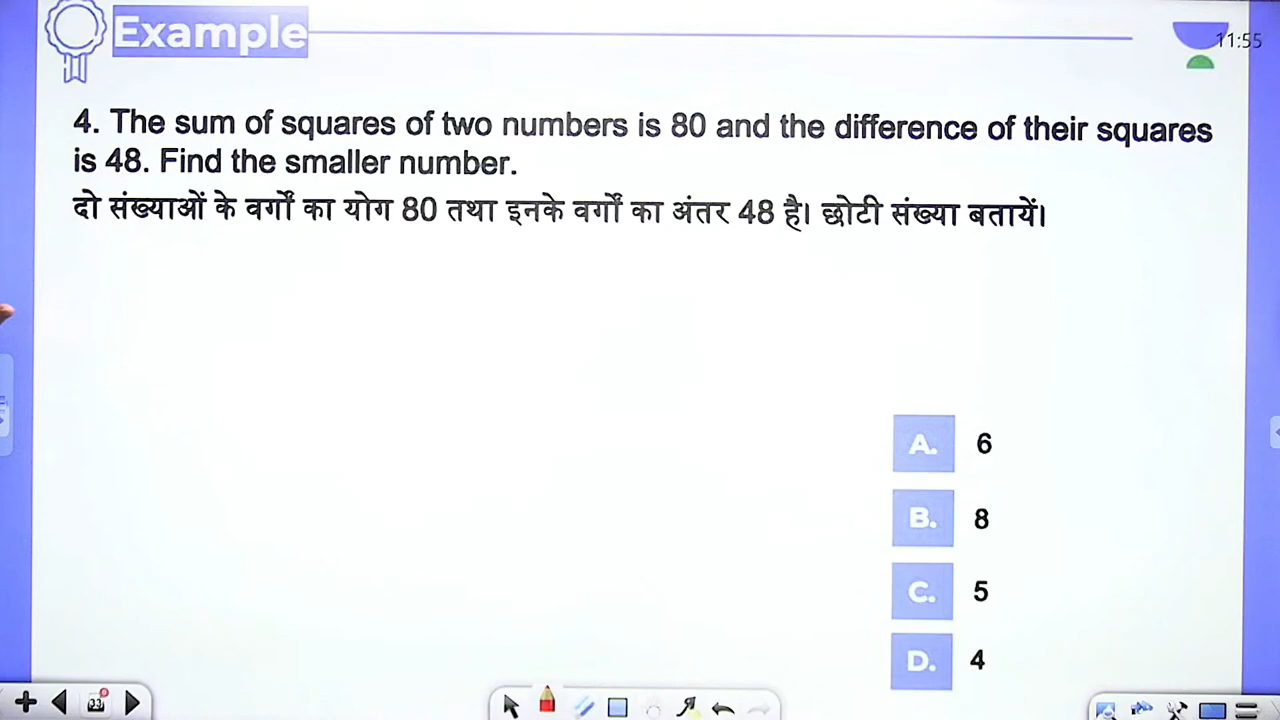 Example
11:55
4. The sum of squares of two numbers is 80 and the difference of their squares
is 48. Find the smaller number.
दो संख्याओं के वर्गों का योग 80 तथा इनके वर्गों का अंतर 48 है। छोटी संख्या बतायें।
A. 6
B. 8
C. 5
D. 4